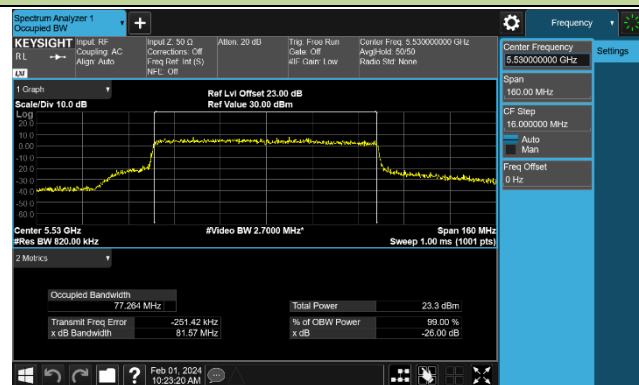 Spectrum Analyzer 1
Occupied BW
Frequency
KEYSIGHT
RL
LXI
Input: RF
Coupling: AC
Align: Auto
Input Z: 50 Ω
Corrections: Off
Freq Ref: Int (S)
NFE: Off
Atten: 20 dB
Trig: Free Run
Gate: Off
#IF Gain: Low
Center Freq: 5.530000000 GHz
Avg|Hold: 50/50
Radio Std: None
Center Frequency
5.530000000 GHz
Settings
Span
160.00 MHz
CF Step
16.000000 MHz
Auto
Man
Freq Offset
0 Hz
1 Graph
Scale/Div 10.0 dB
Ref Lvl Offset 23.00 dB
Ref Value 30.00 dBm
Log
20.0
10.0
0.00
-10.0
-20.0
-30.0
-40.0
-50.0
-60.0
Center 5.53 GHz
#Video BW 2.7000 MHz*
Span 160 MHz
#Res BW 820.00 kHz
Sweep 1.00 ms (1001 pts)
2 Metrics
Occupied Bandwidth
77.264 MHz
Total Power 23.3 dBm
Transmit Freq Error -251.42 kHz
% of OBW Power 99.00 %
x dB Bandwidth 81.57 MHz
x dB -26.00 dB
?
Feb 01, 2024
10:23:20 AM